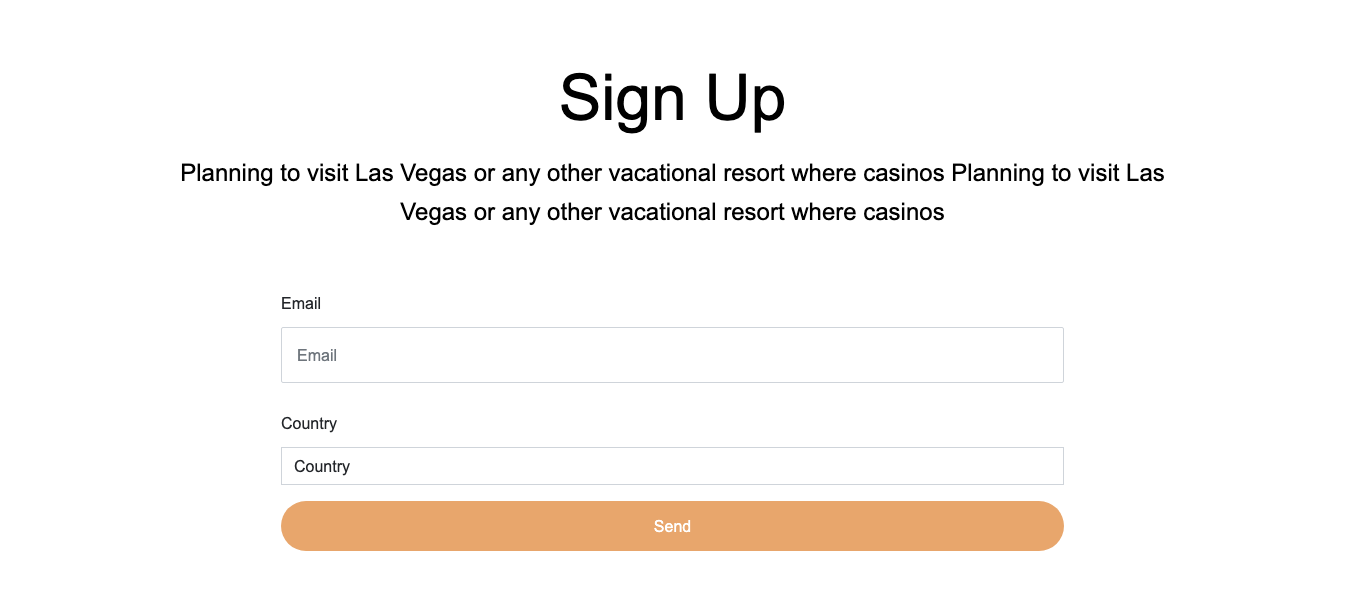 Sign Up
Planning to visit Las Vegas or any other vacational resort where casinos Planning to visit Las
Vegas or any other vacational resort where casinos
Email
Email
Country
Country
Send